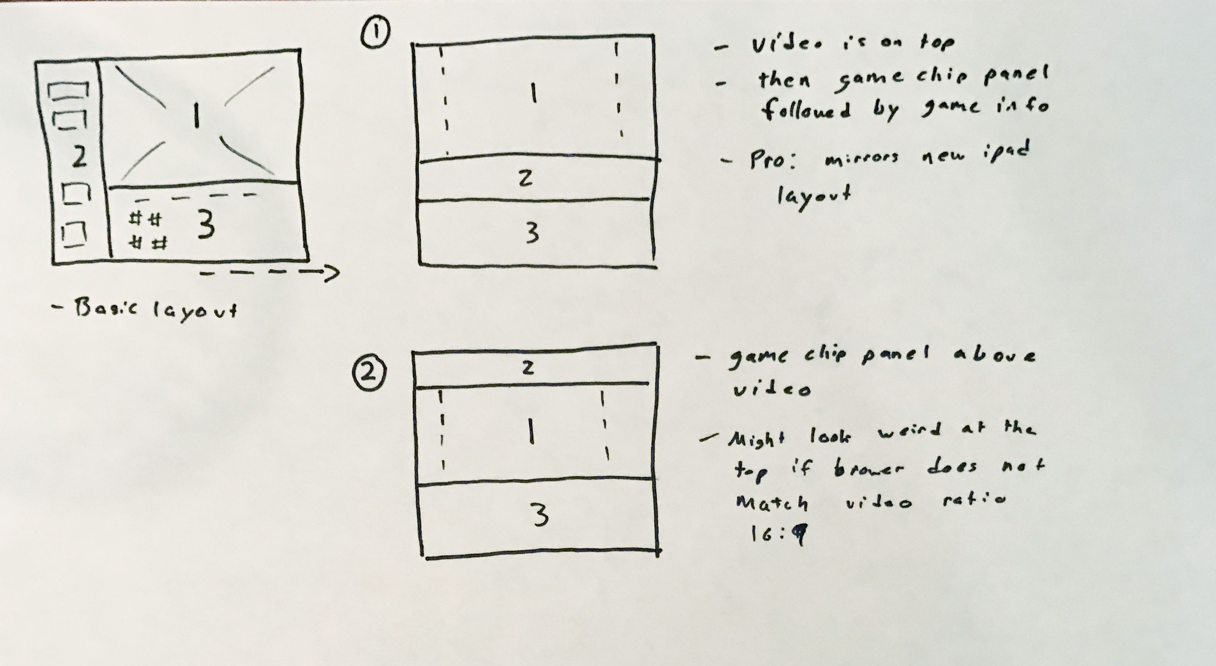 1
2
# #
# #
3
- Basic layout
①
1
2
3
- video is on top
- then game chip panel
followed by game info
- Pro: mirrors new ipad
layout
②
2
1
3
- game chip panel above
video
- Might look weird at the
top if brower does not
Match video ratio
16:9